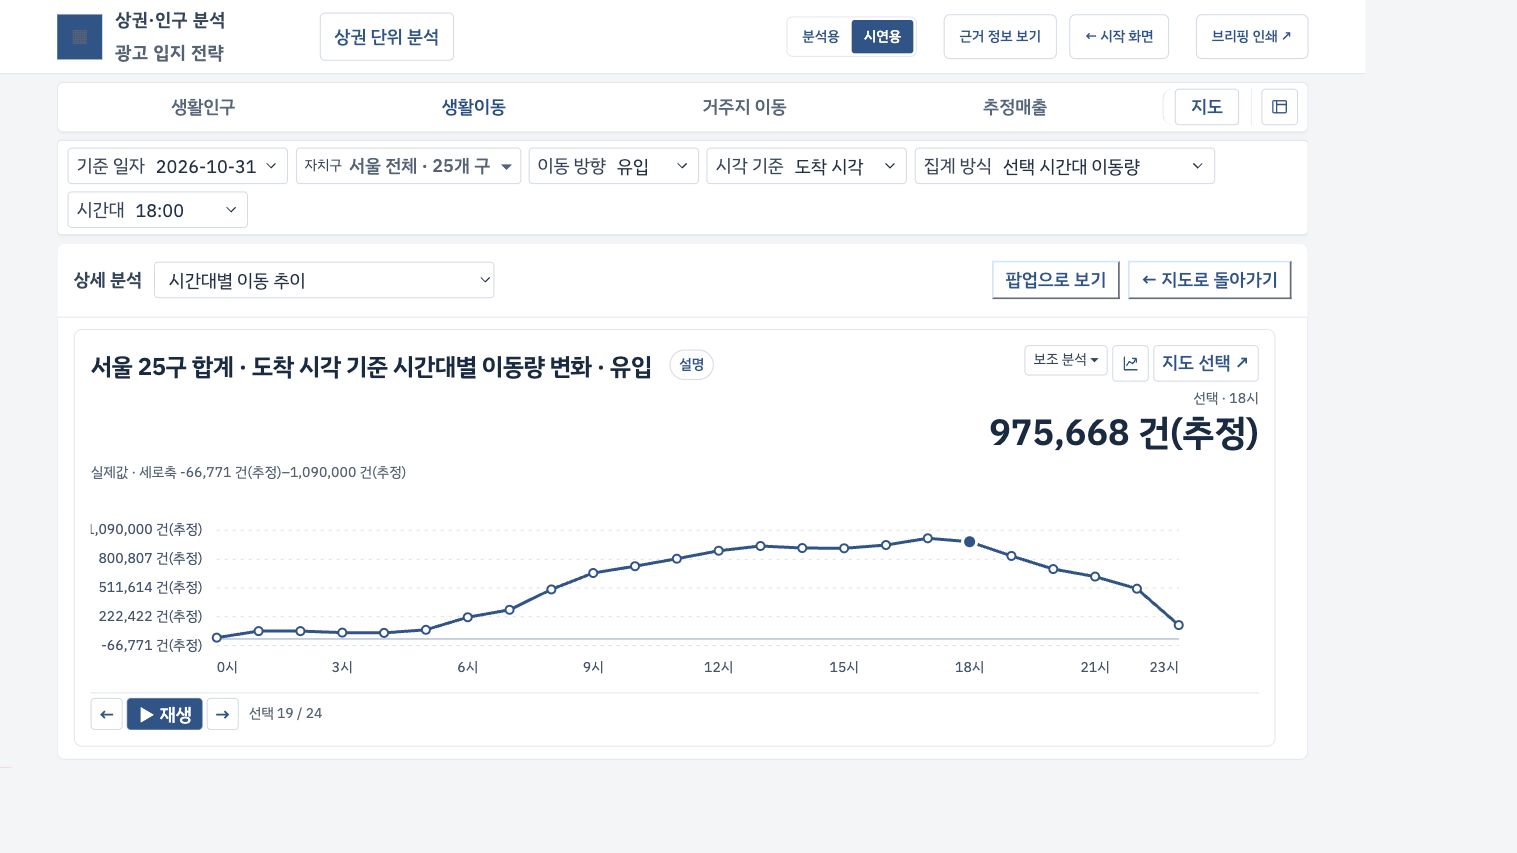 상권·인구 분석
광고 입지 전략
상권 단위 분석
분석용 시연용 근거 정보 보기 ← 시작 화면 브리핑 인쇄 ↗
생활인구 생활이동 거주지 이동 추정매출 지도
기준 일자 2026-10-31 자치구 서울 전체 · 25개 구 이동 방향 유입 시각 기준 도착 시각 집계 방식 선택 시간대 이동량
시간대 18:00
상세 분석 시간대별 이동 추이 팝업으로 보기 ← 지도로 돌아가기
서울 25구 합계 · 도착 시각 기준 시간대별 이동량 변화 · 유입 설명 보조 분석 지도 선택 ↗
선택 · 18시
975,668 건(추정)
실제값 · 세로축 -66,771 건(추정)–1,090,000 건(추정)
1,090,000 건(추정)
800,807 건(추정)
511,614 건(추정)
222,422 건(추정)
-66,771 건(추정)
0시 3시 6시 9시 12시 15시 18시 21시 23시
← ▶ 재생 → 선택 19 / 24